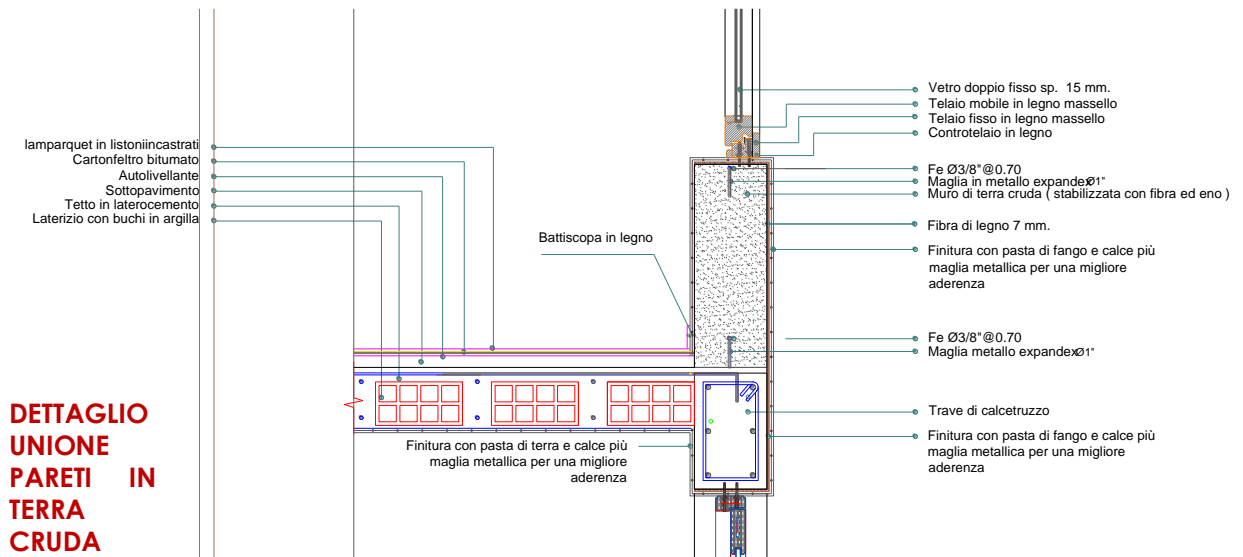 Vetro doppio fisso sp. 15 mm.
Telaio mobile in legno massello
Telaio fisso in legno massello
Controtelaio in legno
lamparquet in listoniincastrati
Cartonfeltro bitumato
Autolivellante
Sottopavimento
Tetto in laterocemento
Laterizio con buchi in argilla
Fe Ø3/8"@0.70
Maglia in metallo expandexØ1"
Muro di terra cruda ( stabilizzata con fibra ed eno )
Fibra di legno 7 mm.
Battiscopa in legno
Finitura con pasta di fango e calce più
maglia metallica per una migliore
aderenza
Fe Ø3/8"@0.70
Maglia metallo expandexØ1"
Trave di calcetruzzo
Finitura con pasta di fango e calce più
maglia metallica per una migliore
aderenza
Finitura con pasta di terra e calce più
maglia metallica per una migliore
aderenza
DETTAGLIO
UNIONE
PARETI IN
TERRA
CRUDA